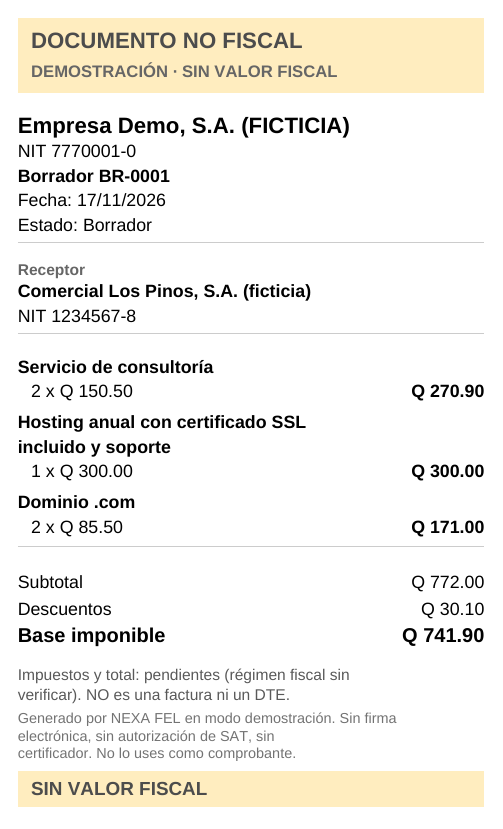 DOCUMENTO NO FISCAL
DEMOSTRACIÓN · SIN VALOR FISCAL
Empresa Demo, S.A. (FICTICIA)
NIT 7770001-0
Borrador BR-0001
Fecha: 17/11/2026
Estado: Borrador
Receptor
Comercial Los Pinos, S.A. (ficticia)
NIT 1234567-8
Servicio de consultoría
2 x Q 150.50 Q 270.90
Hosting anual con certificado SSL
incluido y soporte
1 x Q 300.00 Q 300.00
Dominio .com
2 x Q 85.50 Q 171.00
Subtotal Q 772.00
Descuentos Q 30.10
Base imponible Q 741.90
Impuestos y total: pendientes (régimen fiscal sin
verificar). NO es una factura ni un DTE.
Generado por NEXA FEL en modo demostración. Sin firma
electrónica, sin autorización de SAT, sin
certificador. No lo uses como comprobante.
SIN VALOR FISCAL